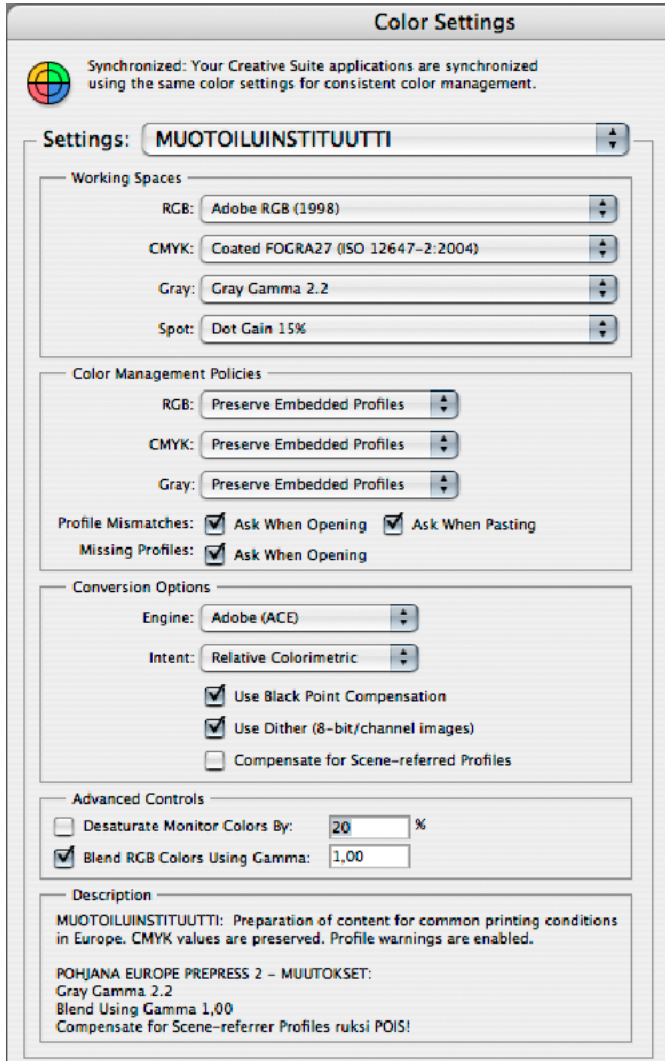 Color Settings
Synchronized: Your Creative Suite applications are synchronized
using the same color settings for consistent color management.
Settings: MUOTOILUINSTITUUTTI
Working Spaces
RGB: Adobe RGB (1998)
CMYK: Coated FOGRA27 (ISO 12647-2:2004)
Gray: Gray Gamma 2.2
Spot: Dot Gain 15%
Color Management Policies
RGB: Preserve Embedded Profiles
CMYK: Preserve Embedded Profiles
Gray: Preserve Embedded Profiles
Profile Mismatches: Ask When Opening Ask When Pasting
Missing Profiles: Ask When Opening
Conversion Options
Engine: Adobe (ACE)
Intent: Relative Colorimetric
Use Black Point Compensation
Use Dither (8-bit/channel images)
Compensate for Scene-referred Profiles
Advanced Controls
Desaturate Monitor Colors By: 20 %
Blend RGB Colors Using Gamma: 1,00
Description
MUOTOILUINSTITUUTTI: Preparation of content for common printing conditions
in Europe. CMYK values are preserved. Profile warnings are enabled.
POHJANA EUROPE PREPRESS 2 - MUUTOKSET:
Gray Gamma 2.2
Blend Using Gamma 1,00
Compensate for Scene-referrer Profiles ruksi POIS!